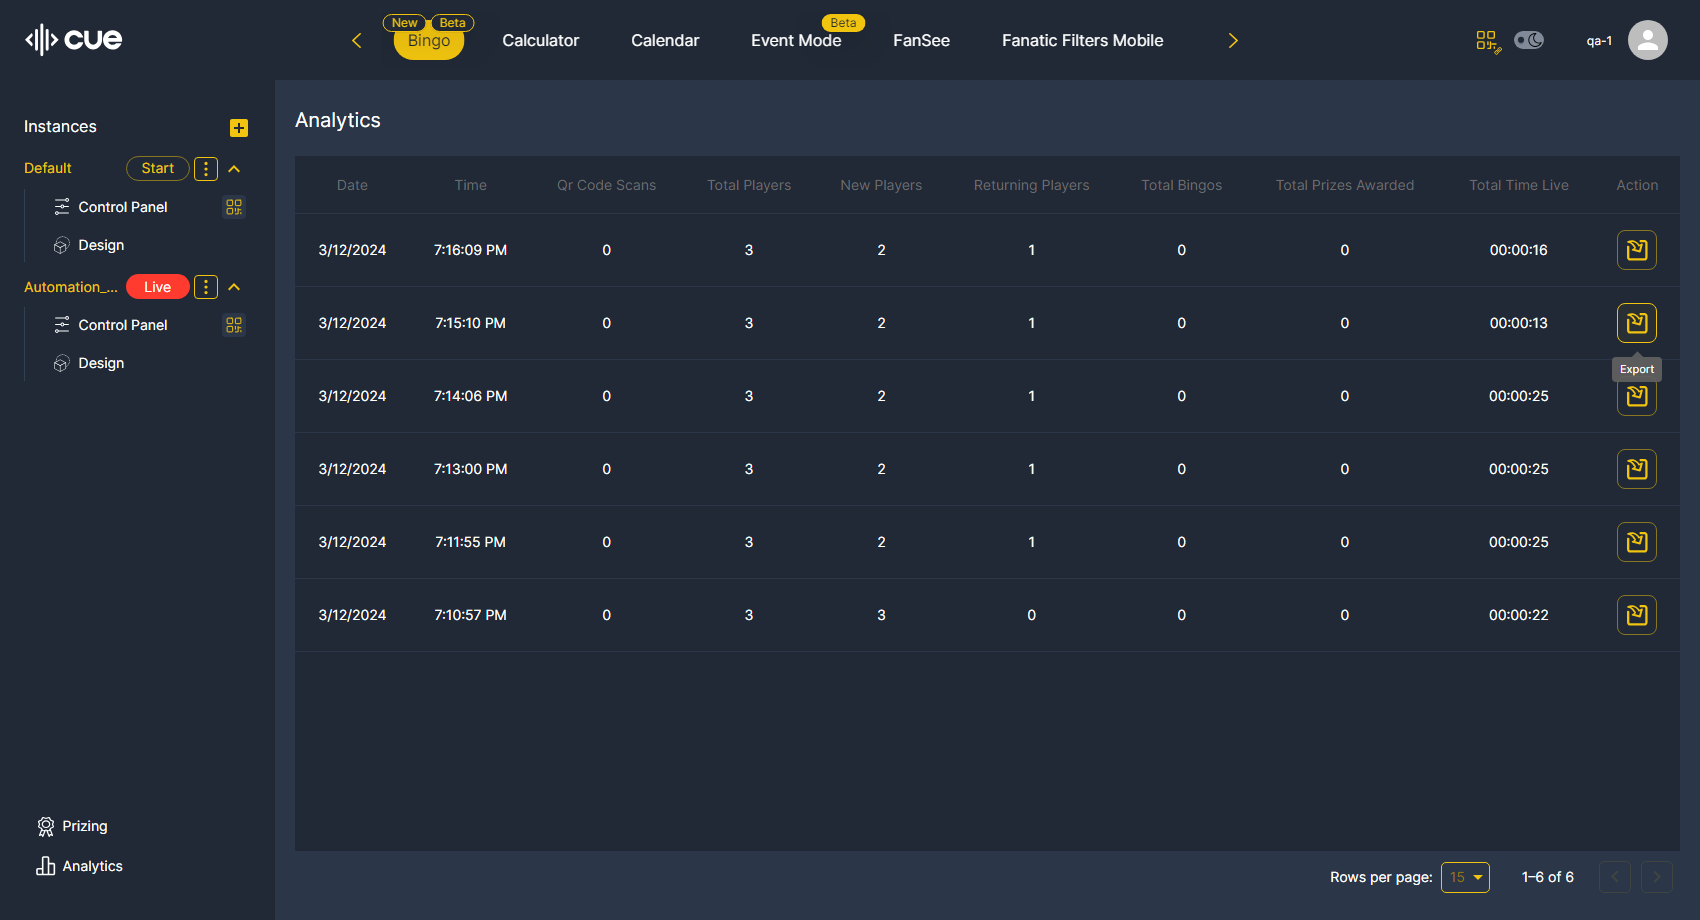 cue
New Beta
Bingo
Calculator
Calendar
Beta
Event Mode
FanSee
Fanatic Filters Mobile
qa-1
Instances
Default Start
Control Panel
Design
Automation_... Live
Control Panel
Design
Prizing
Analytics
Analytics
Date Time Qr Code Scans Total Players New Players Returning Players Total Bingos Total Prizes Awarded Total Time Live Action
3/12/2024 7:16:09 PM 0 3 2 1 0 0 00:00:16
3/12/2024 7:15:10 PM 0 3 2 1 0 0 00:00:13
Export
3/12/2024 7:14:06 PM 0 3 2 1 0 0 00:00:25
3/12/2024 7:13:00 PM 0 3 2 1 0 0 00:00:25
3/12/2024 7:11:55 PM 0 3 2 1 0 0 00:00:25
3/12/2024 7:10:57 PM 0 3 3 0 0 0 00:00:22
Rows per page: 15 1–6 of 6